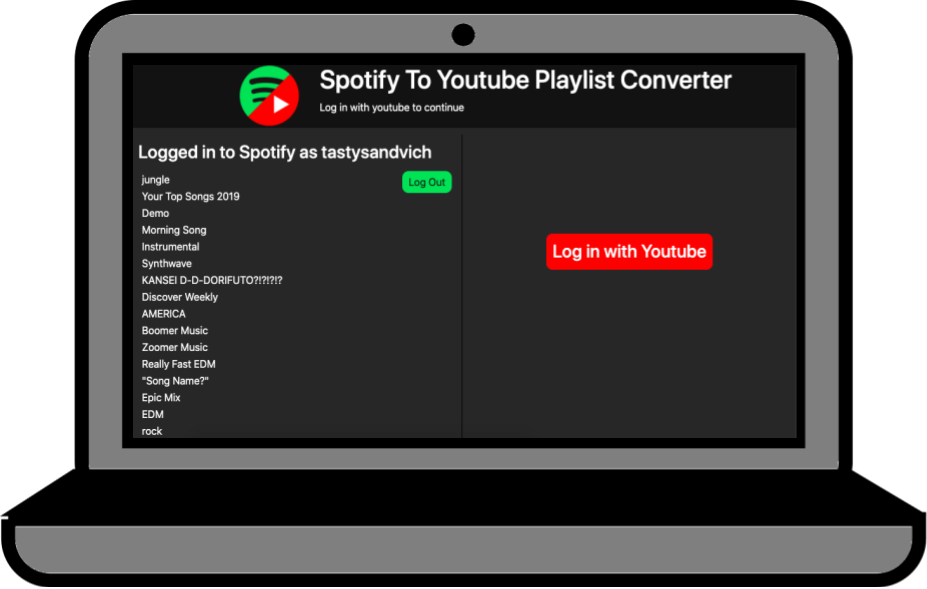 Spotify To Youtube Playlist Converter
Log in with youtube to continue
Logged in to Spotify as tastysandvich
Log Out
jungle
Your Top Songs 2019
Demo
Morning Song
Instrumental
Synthwave
KANSEI D-D-DORIFUTO?!?!?!?
Discover Weekly
AMERICA
Boomer Music
Zoomer Music
Really Fast EDM
"Song Name?"
Epic Mix
EDM
rock
Log in with Youtube